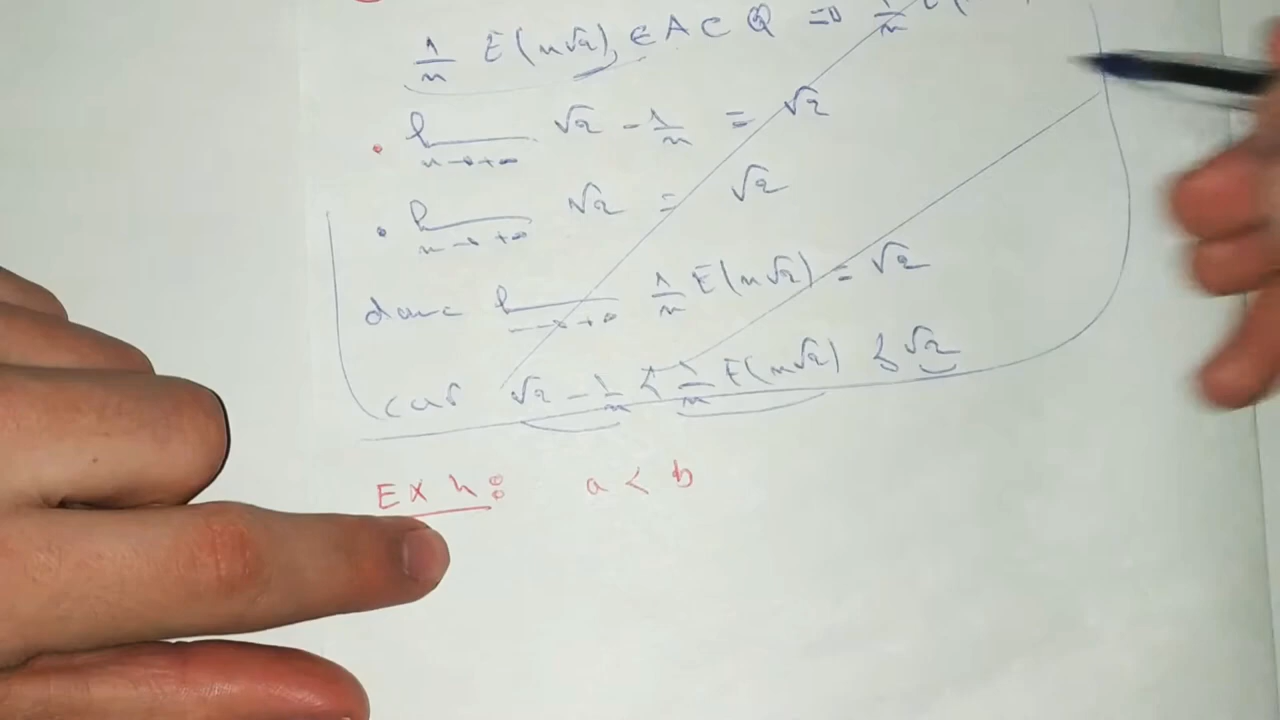 1/n E(n√2) ∈ A ⊂ Q ⇒ 1/n
• lim n→+∞ √2 - 1/n = √2
• lim n→+∞ √2 = √2
donc lim n→+∞ 1/n E(n√2) = √2
car √2 - 1/n < 1/n E(n√2) ≤ √2
Ex 4: a < b